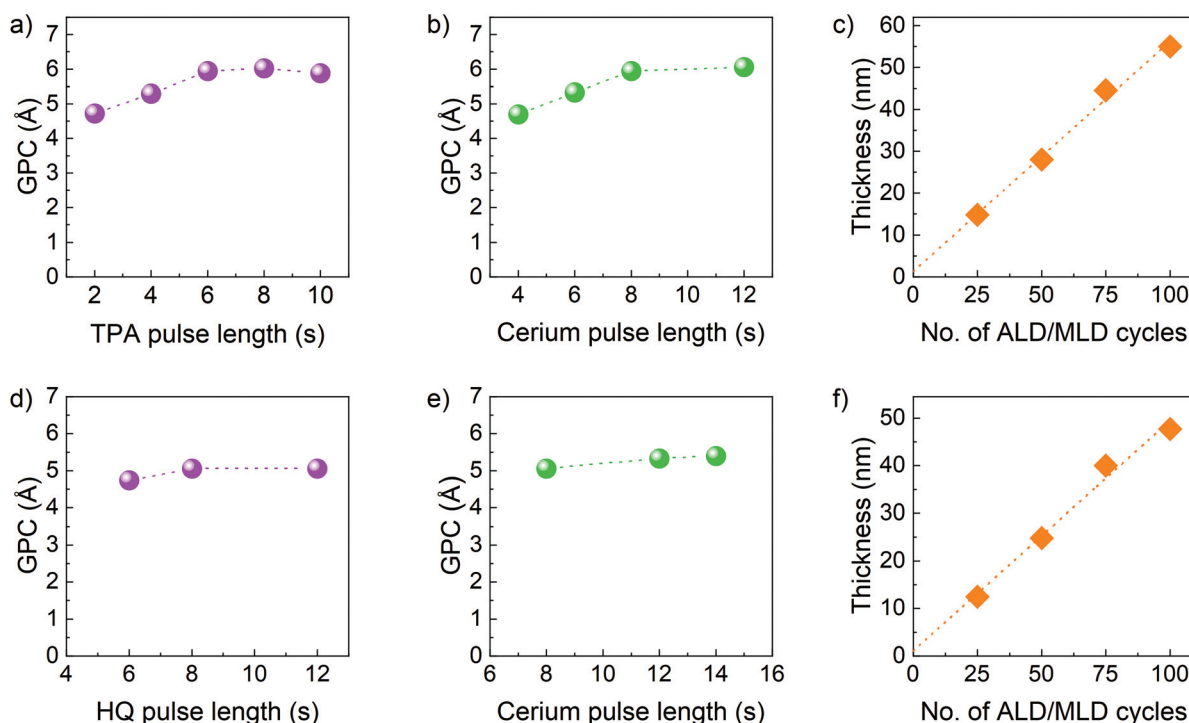 a)
GPC (Å)
7
6
5
4
3
2
1
0
2 4 6 8 10
TPA pulse length (s)
b)
GPC (Å)
7
6
5
4
3
2
1
0
4 6 8 10 12
Cerium pulse length (s)
c)
Thickness (nm)
60
50
40
30
20
10
0
0 25 50 75 100
No. of ALD/MLD cycles
d)
GPC (Å)
7
6
5
4
3
2
1
0
4 6 8 10 12
HQ pulse length (s)
e)
GPC (Å)
7
6
5
4
3
2
1
0
6 8 10 12 14 16
Cerium pulse length (s)
f)
Thickness (nm)
50
40
30
20
10
0
0 25 50 75 100
No. of ALD/MLD cycles